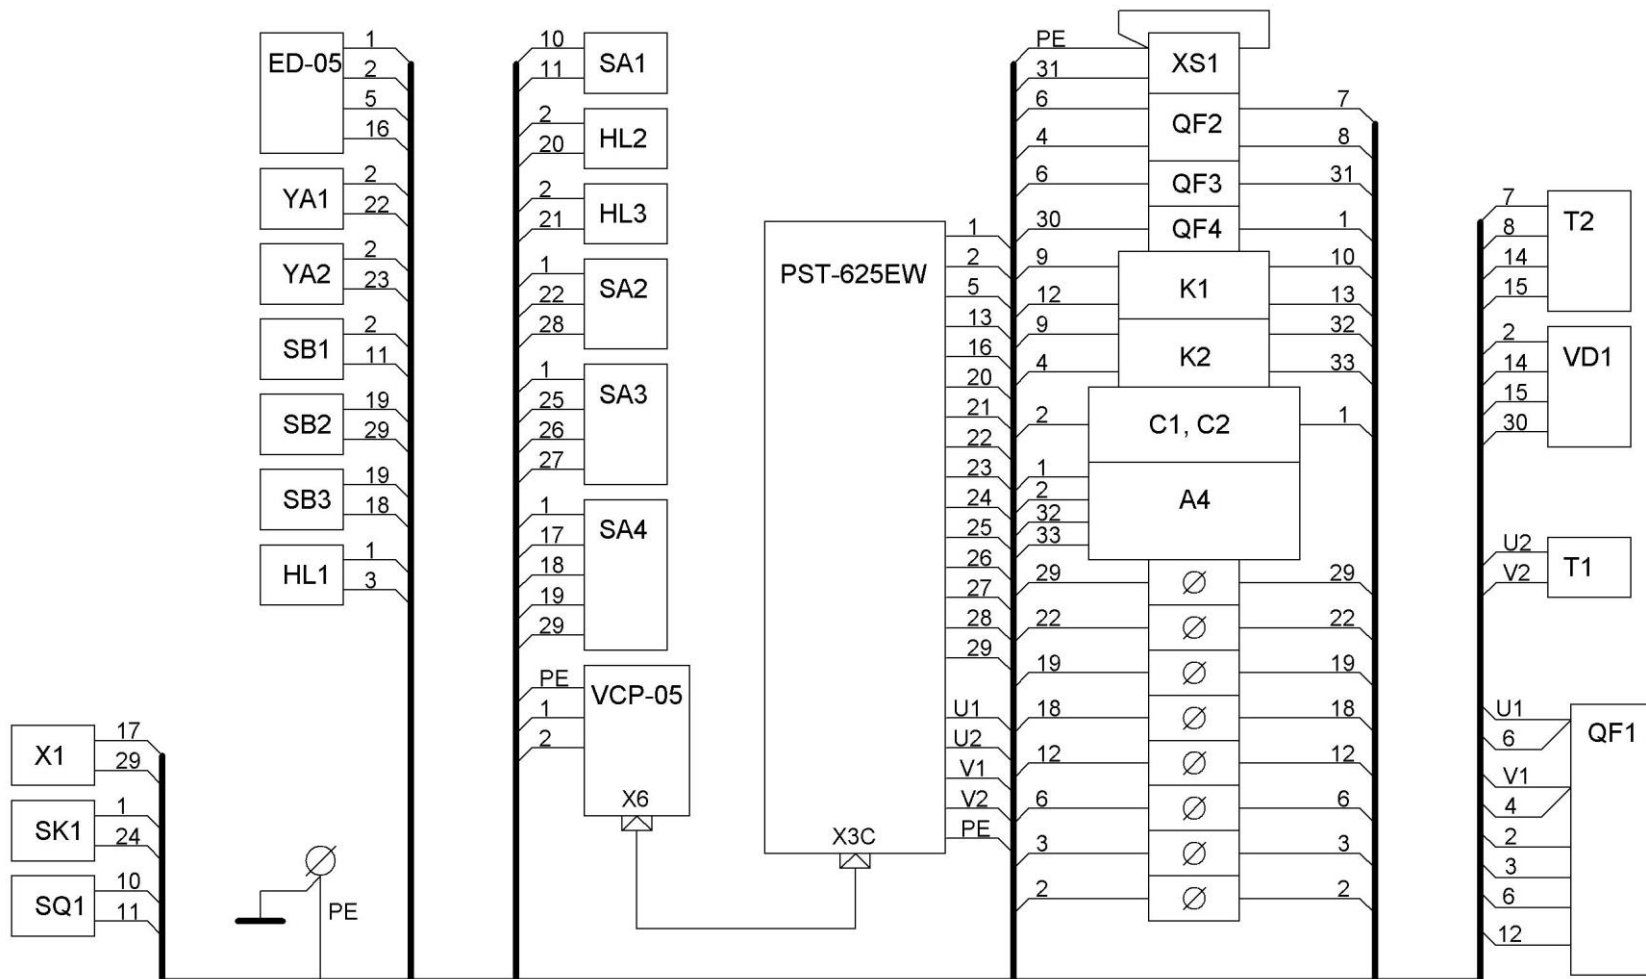 ED-05
1
2
5
16
YA1
2
22
YA2
2
23
SB1
2
11
SB2
19
29
SB3
19
18
HL1
1
3
X1
17
29
SK1
1
24
SQ1
10
11
PE
10
11
SA1
2
20
HL2
2
21
HL3
1
22
28
SA2
1
25
26
27
SA3
1
17
18
19
29
SA4
PE
1
2
VCP-05
X6
PST-625EW
X3C
1
2
5
13
16
20
21
22
23
24
25
26
27
28
29
U1
U2
V1
V2
PE
PE
31
XS1
6
4
QF2
7
8
6
QF3
31
30
QF4
1
9
12
K1
10
13
9
4
K2
32
33
2
C1, C2
1
1
2
32
33
A4
29
29
22
22
19
19
18
18
12
12
6
6
3
3
2
2
7
8
14
15
T2
2
14
15
30
VD1
U2
V2
T1
U1
6
V1
4
2
3
6
12
QF1